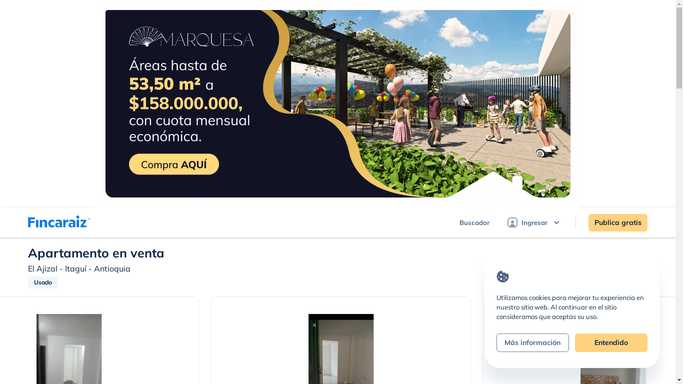 MARQUESA
Áreas hasta de
53,50 m² a
$158.000.000,
con cuota mensual
económica.
Compra AQUÍ
Fincaraiz
Buscador
Ingresar
Publica gratis
Apartamento en venta
El Ajizal - Itaguí - Antioquia
Usado
Utilizamos cookies para mejorar tu experiencia en
nuestro sitio web. Al continuar en el sitio
consideramos que aceptas su uso.
Más información
Entendido